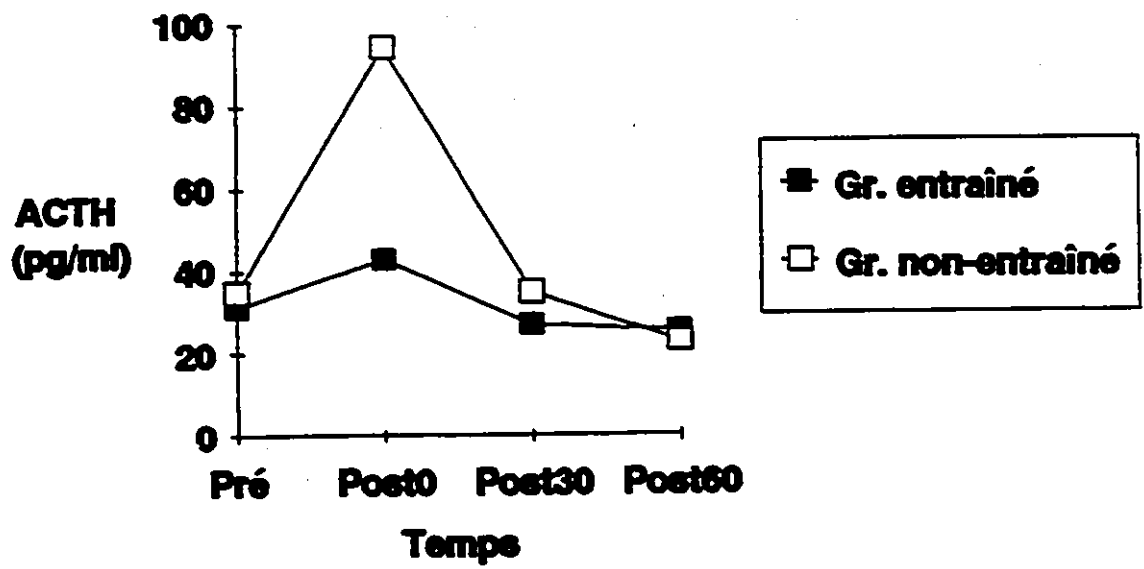 100
80
60
40
20
0
ACTH
(pg/ml)
Pré Post0 Post30 Post60
Temps
Gr. entraîné
Gr. non-entraîné